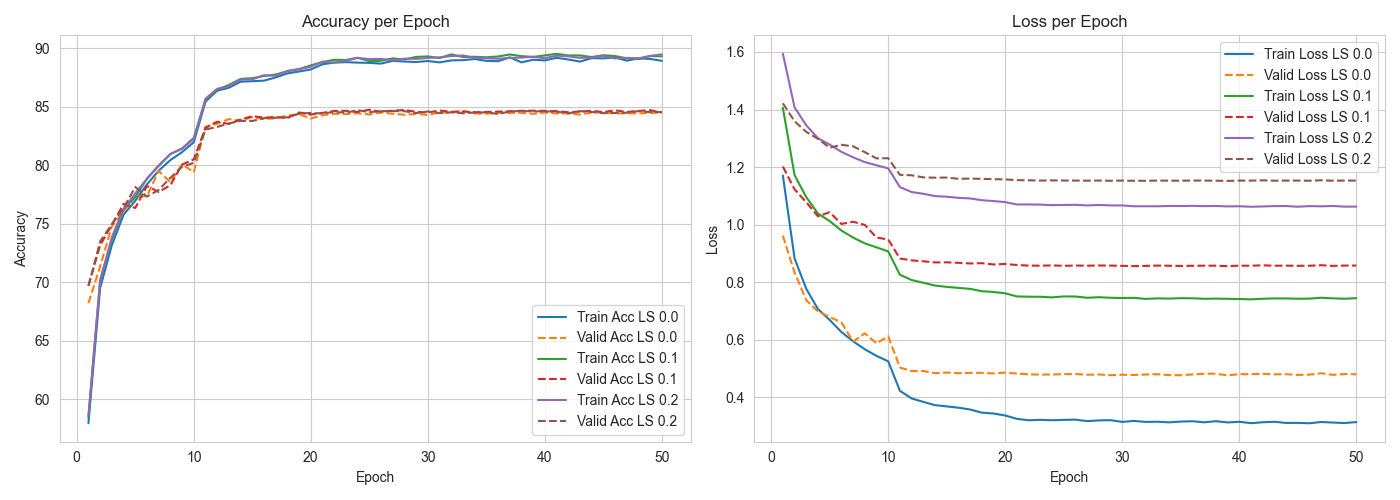 Accuracy per Epoch
90
85
80
75
70
65
60
Accuracy
0
10
20
30
40
50
Epoch
Train Acc LS 0.0
Valid Acc LS 0.0
Train Acc LS 0.1
Valid Acc LS 0.1
Train Acc LS 0.2
Valid Acc LS 0.2
Loss per Epoch
1.6
1.4
1.2
1.0
0.8
0.6
0.4
Loss
0
10
20
30
40
50
Epoch
Train Loss LS 0.0
Valid Loss LS 0.0
Train Loss LS 0.1
Valid Loss LS 0.1
Train Loss LS 0.2
Valid Loss LS 0.2